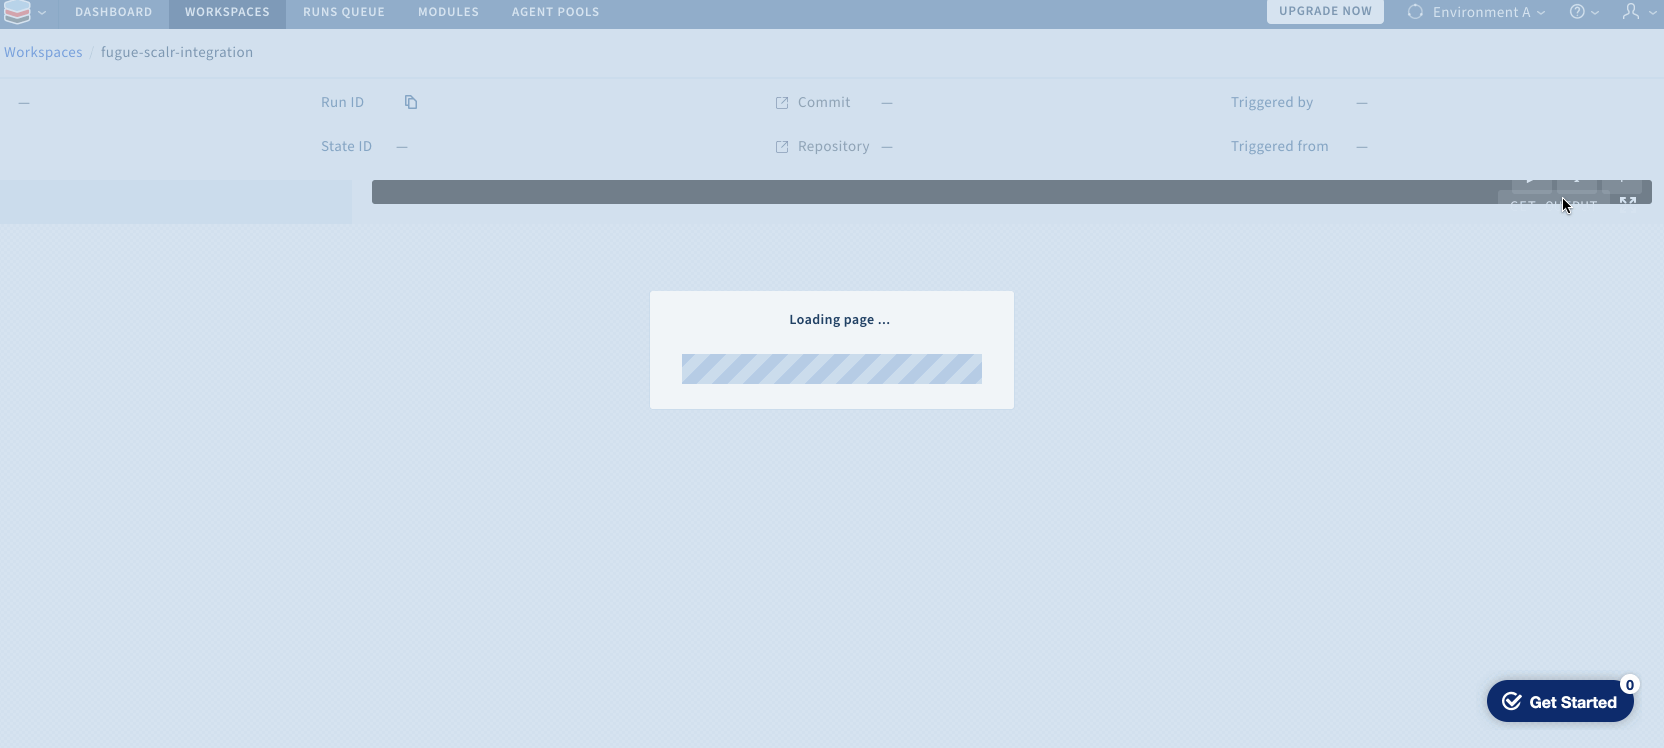 DASHBOARD WORKSPACES RUNS QUEUE MODULES AGENT POOLS UPGRADE NOW Environment A
Workspaces / fugue-scalr-integration
— Run ID Commit — Triggered by —
State ID — Repository — Triggered from —
Loading page ...
0
Get Started